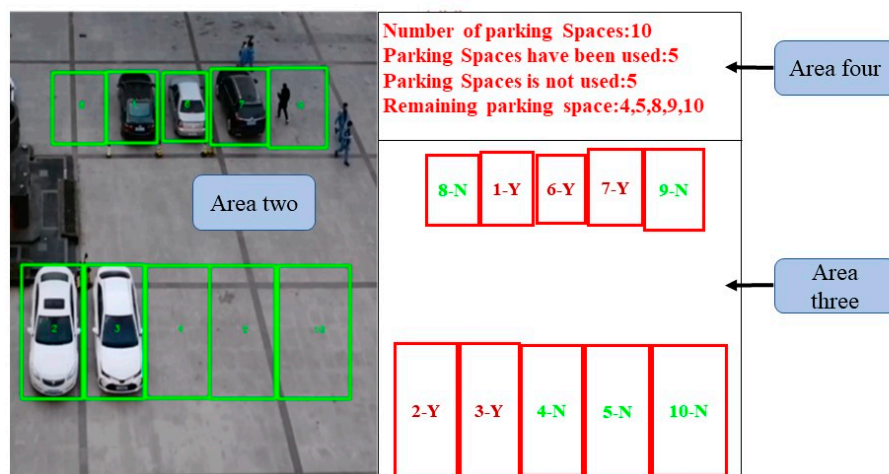 Number of parking Spaces:10
Parking Spaces have been used:5
Parking Spaces is not used:5
Remaining parking space:4,5,8,9,10
Area four
8-N 1-Y 6-Y 7-Y 9-N
Area two
Area
three
2 3
2-Y 3-Y 4-N 5-N 10-N